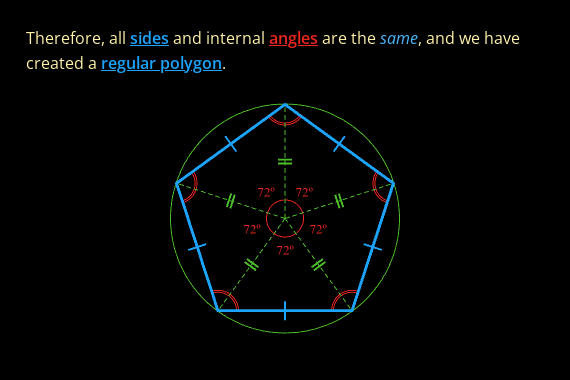 Therefore, all sides and internal angles are the same, and we have
created a regular polygon.
72º 72º
72º 72º
72º